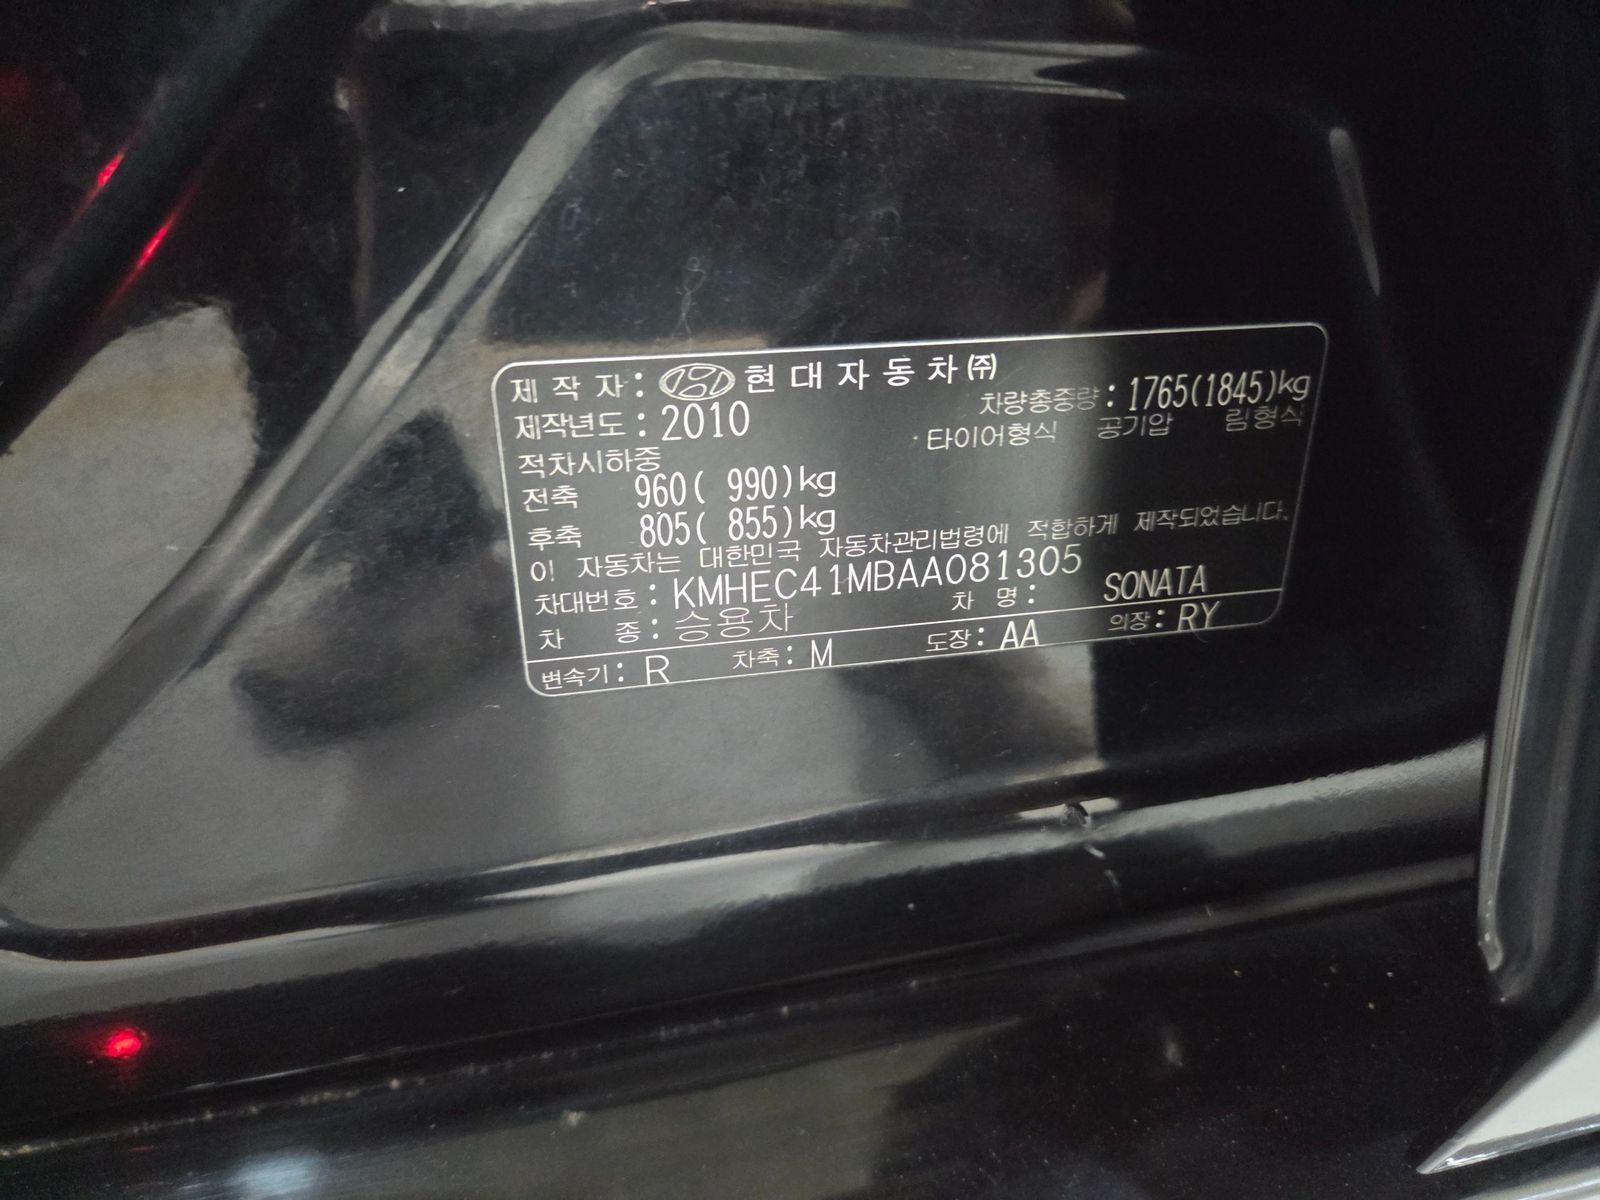 제 작 자 : 현 대 자 동 차 ㈜
제작년도 : 2010
차량총중량 : 1765(1845)kg
적차시하중
타이어형식 공기압 림형식
전축 960( 990)kg
후축 805( 855)kg
이 자동차는 대한민국 자동차관리법령에 적합하게 제작되었습니다.
차대번호 : KMHEC41MBAA081305
차 종 : 승용차 차 명 : SONATA
변속기 : R 차축 : M 도장 : AA 의장 : RY